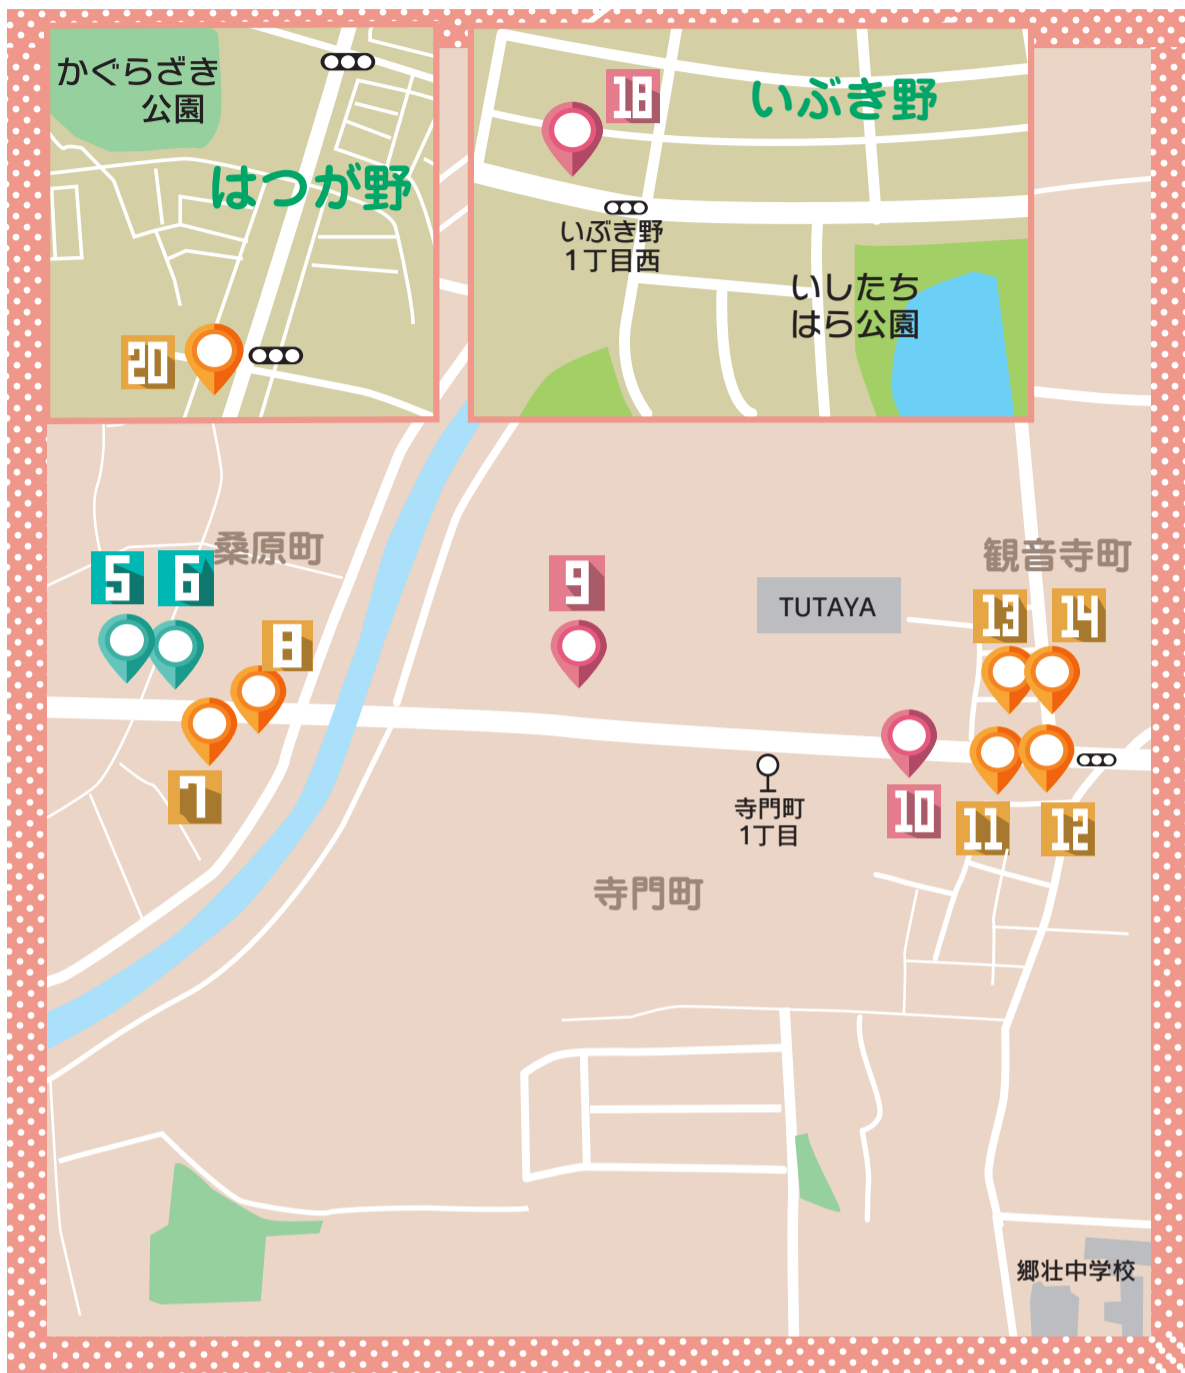 かぐらざき
公園
はつが野
20
18
いぶき野
いぶき野
1丁目西
いしたち
はら公園
桑原町
5
6
8
7
9
TUTAYA
観音寺町
13
14
寺門町
1丁目
10
11
12
寺門町
郷壮中学校